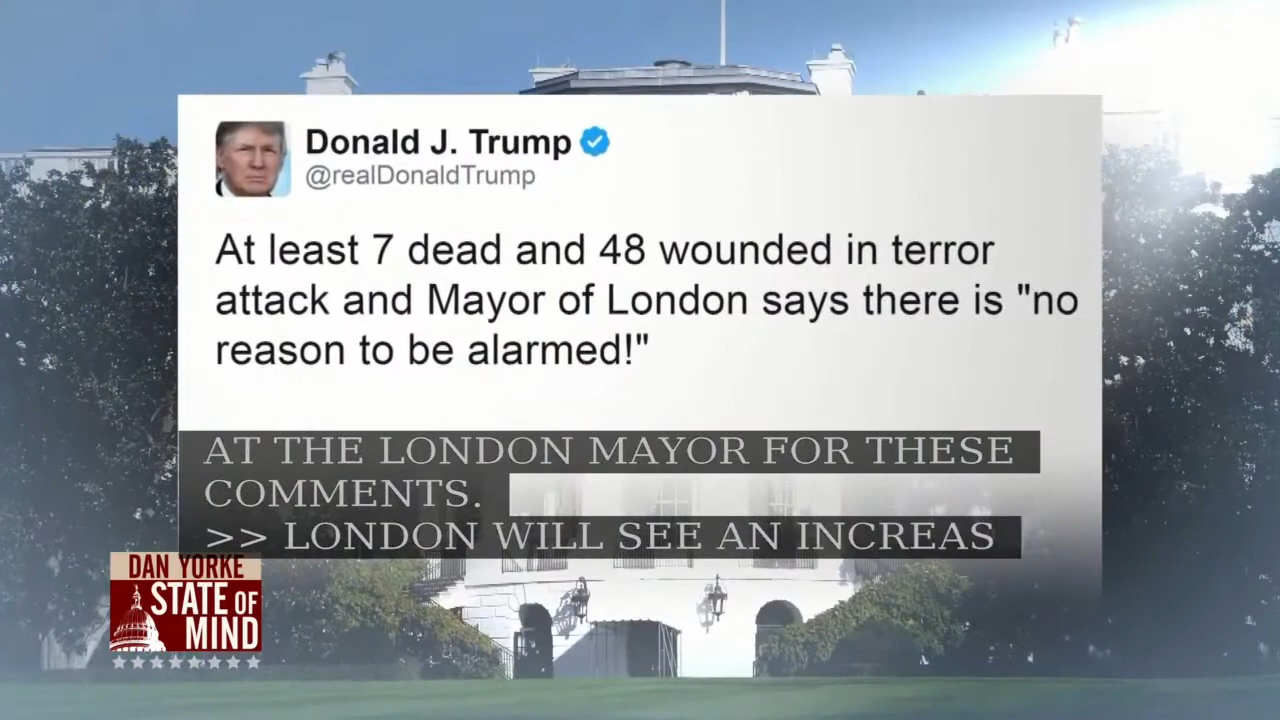 Donald J. Trump
@realDonaldTrump
At least 7 dead and 48 wounded in terror
attack and Mayor of London says there is "no
reason to be alarmed!"
AT THE LONDON MAYOR FOR THESE
COMMENTS.
>> LONDON WILL SEE AN INCREAS
DAN YORKE
STATE OF
MIND